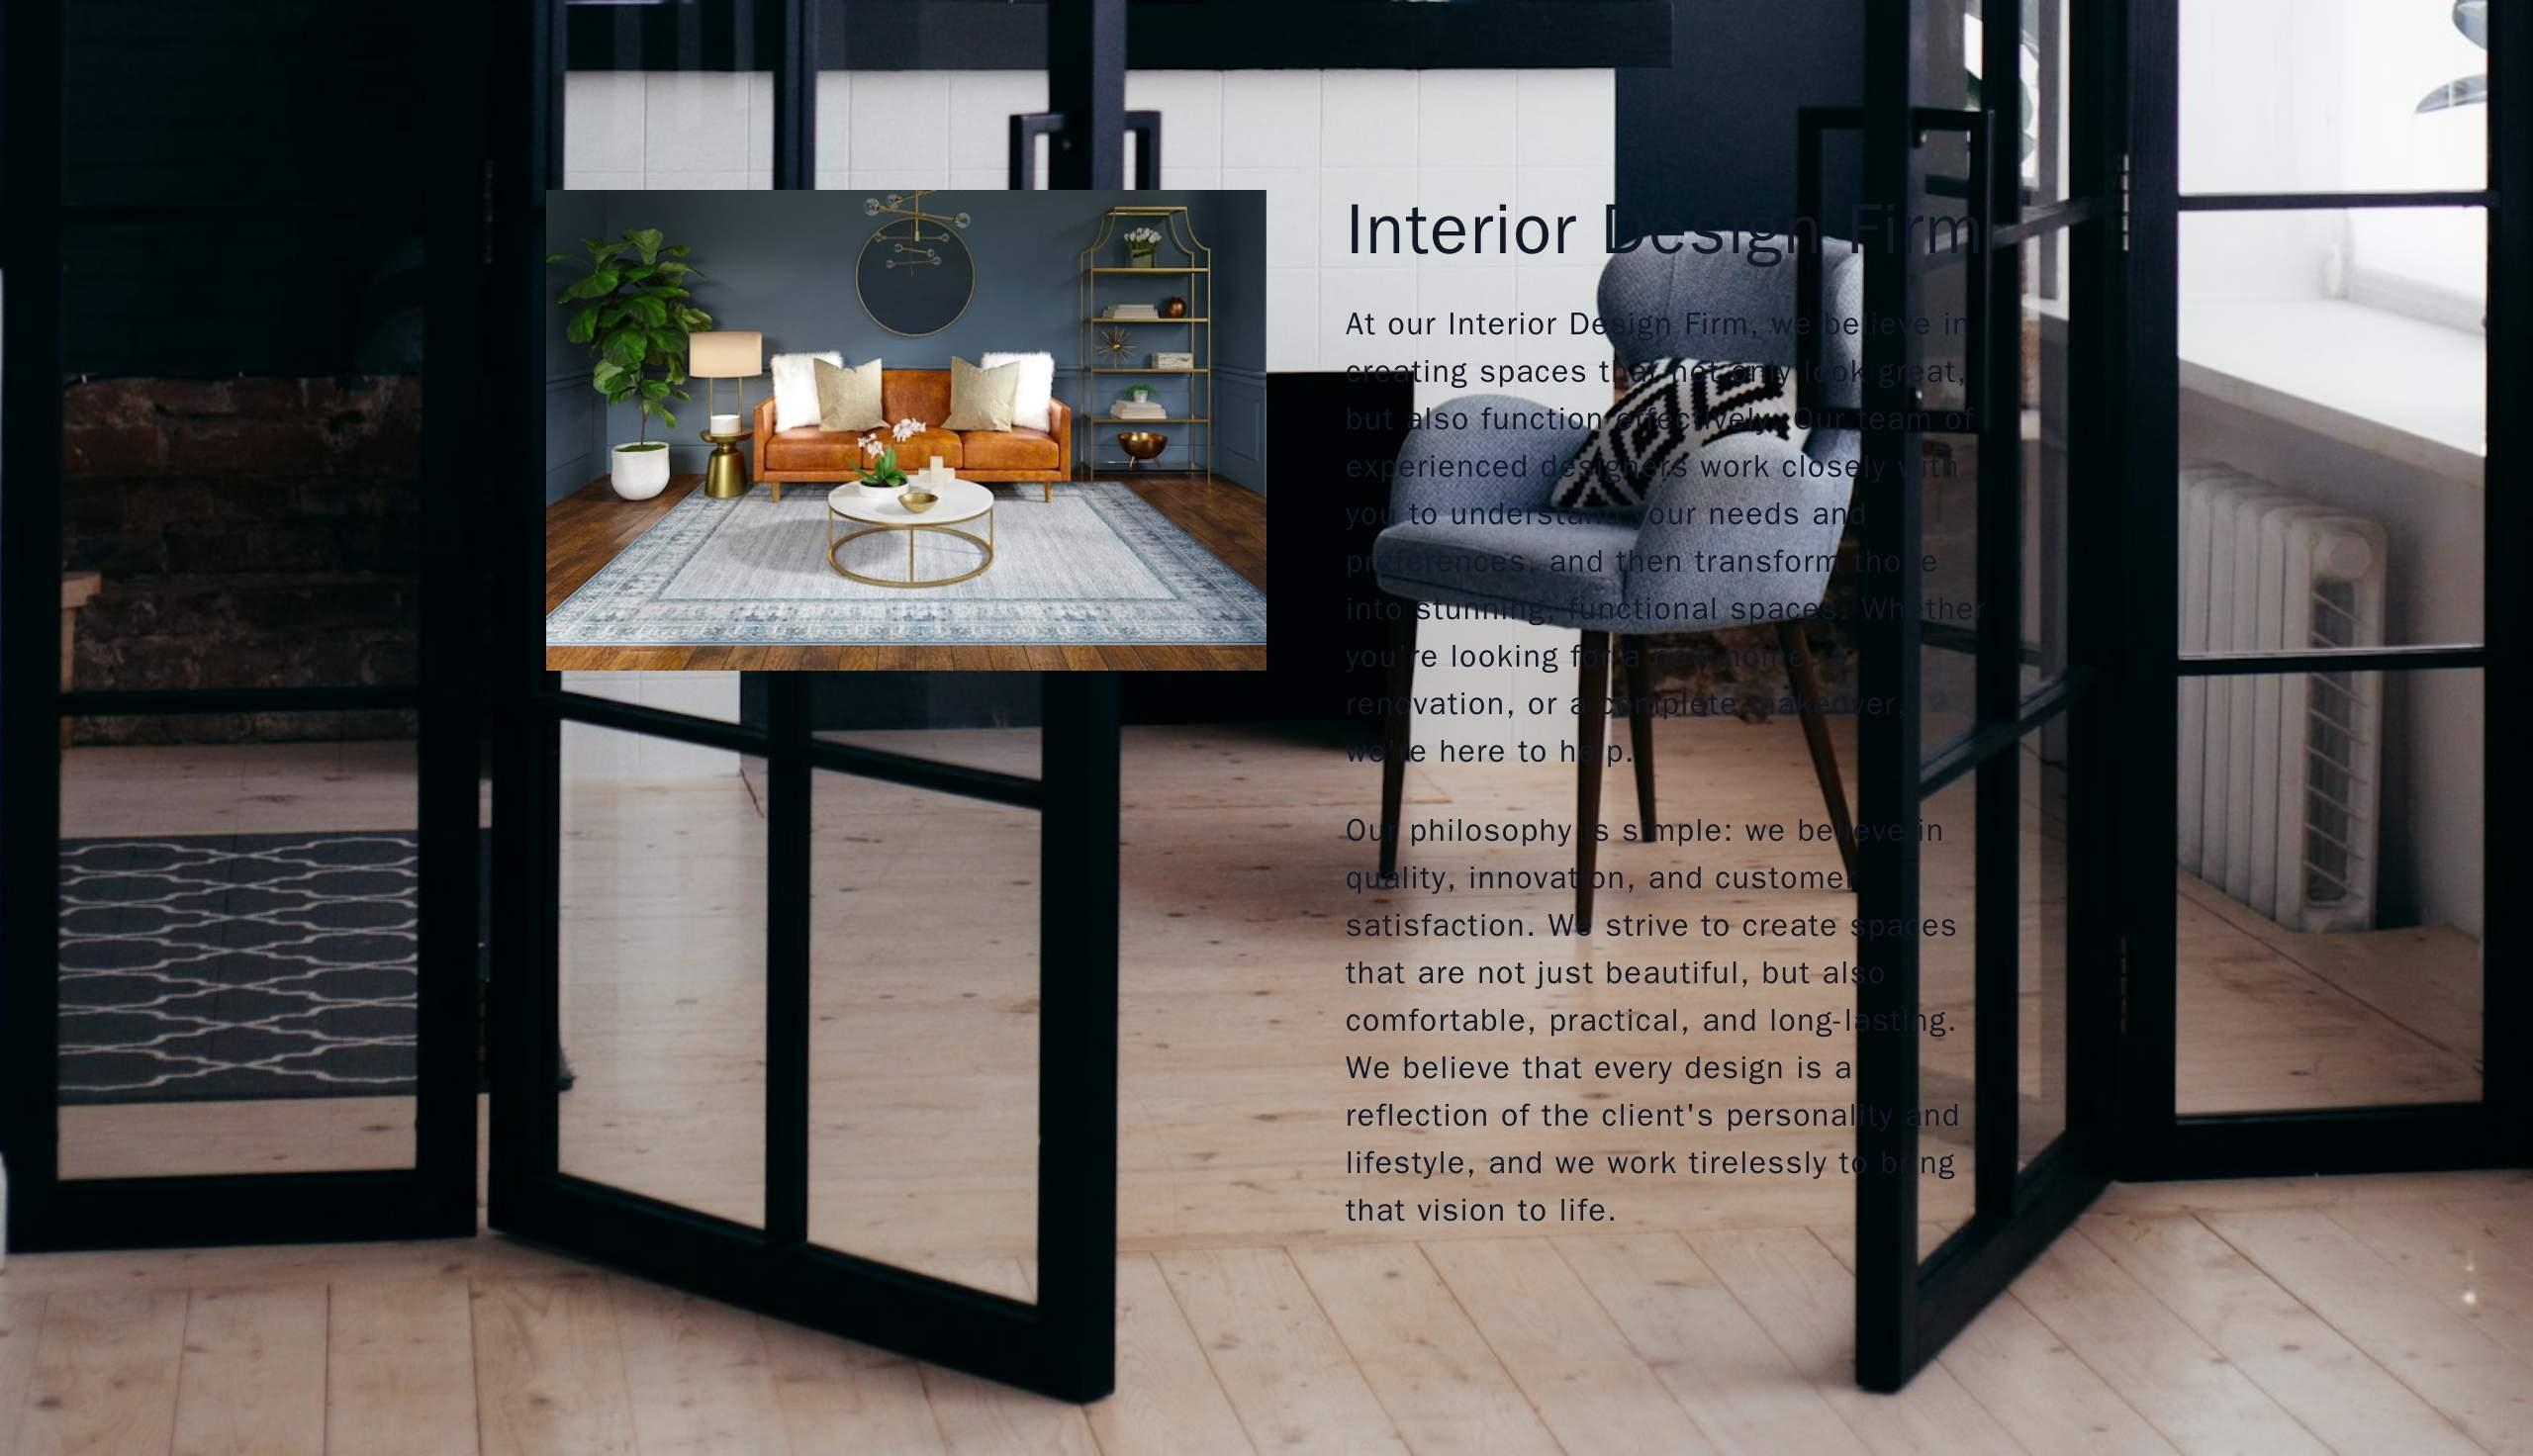 Interior Design Firm
At our Interior Design Firm, we believe in
creating spaces that not only look great,
but also function effectively. Our team of
experienced designers work closely with
you to understand your needs and
preferences, and then transform those
into stunning, functional spaces. Whether
you're looking for a new home, a
renovation, or a complete makeover,
we're here to help.
Our philosophy is simple: we believe in
quality, innovation, and customer
satisfaction. We strive to create spaces
that are not just beautiful, but also
comfortable, practical, and long-lasting.
We believe that every design is a
reflection of the client's personality and
lifestyle, and we work tirelessly to bring
that vision to life.